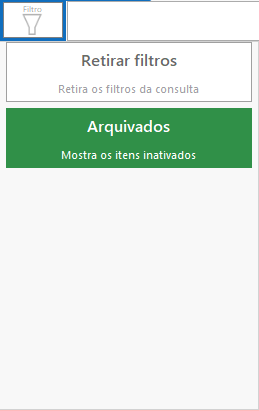 Filtro
Retirar filtros
Retira os filtros da consulta
Arquivados
Mostra os itens inativados